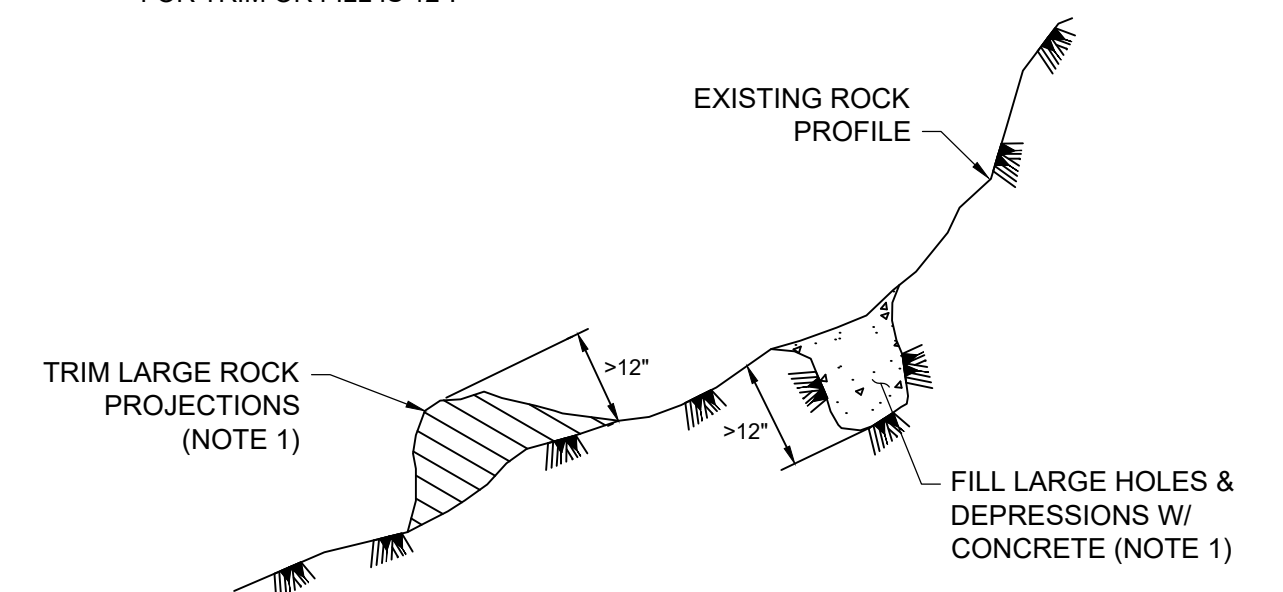 EXISTING ROCK
PROFILE
TRIM LARGE ROCK
PROJECTIONS
(NOTE 1)
>12"
>12"
FILL LARGE HOLES &
DEPRESSIONS W/
CONCRETE (NOTE 1)